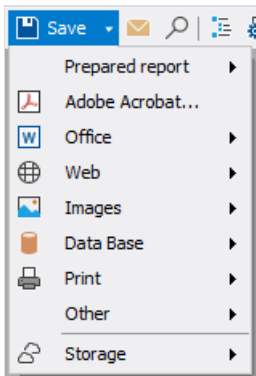 Save
Prepared report
Adobe Acrobat...
Office
Web
Images
Data Base
Print
Other
Storage